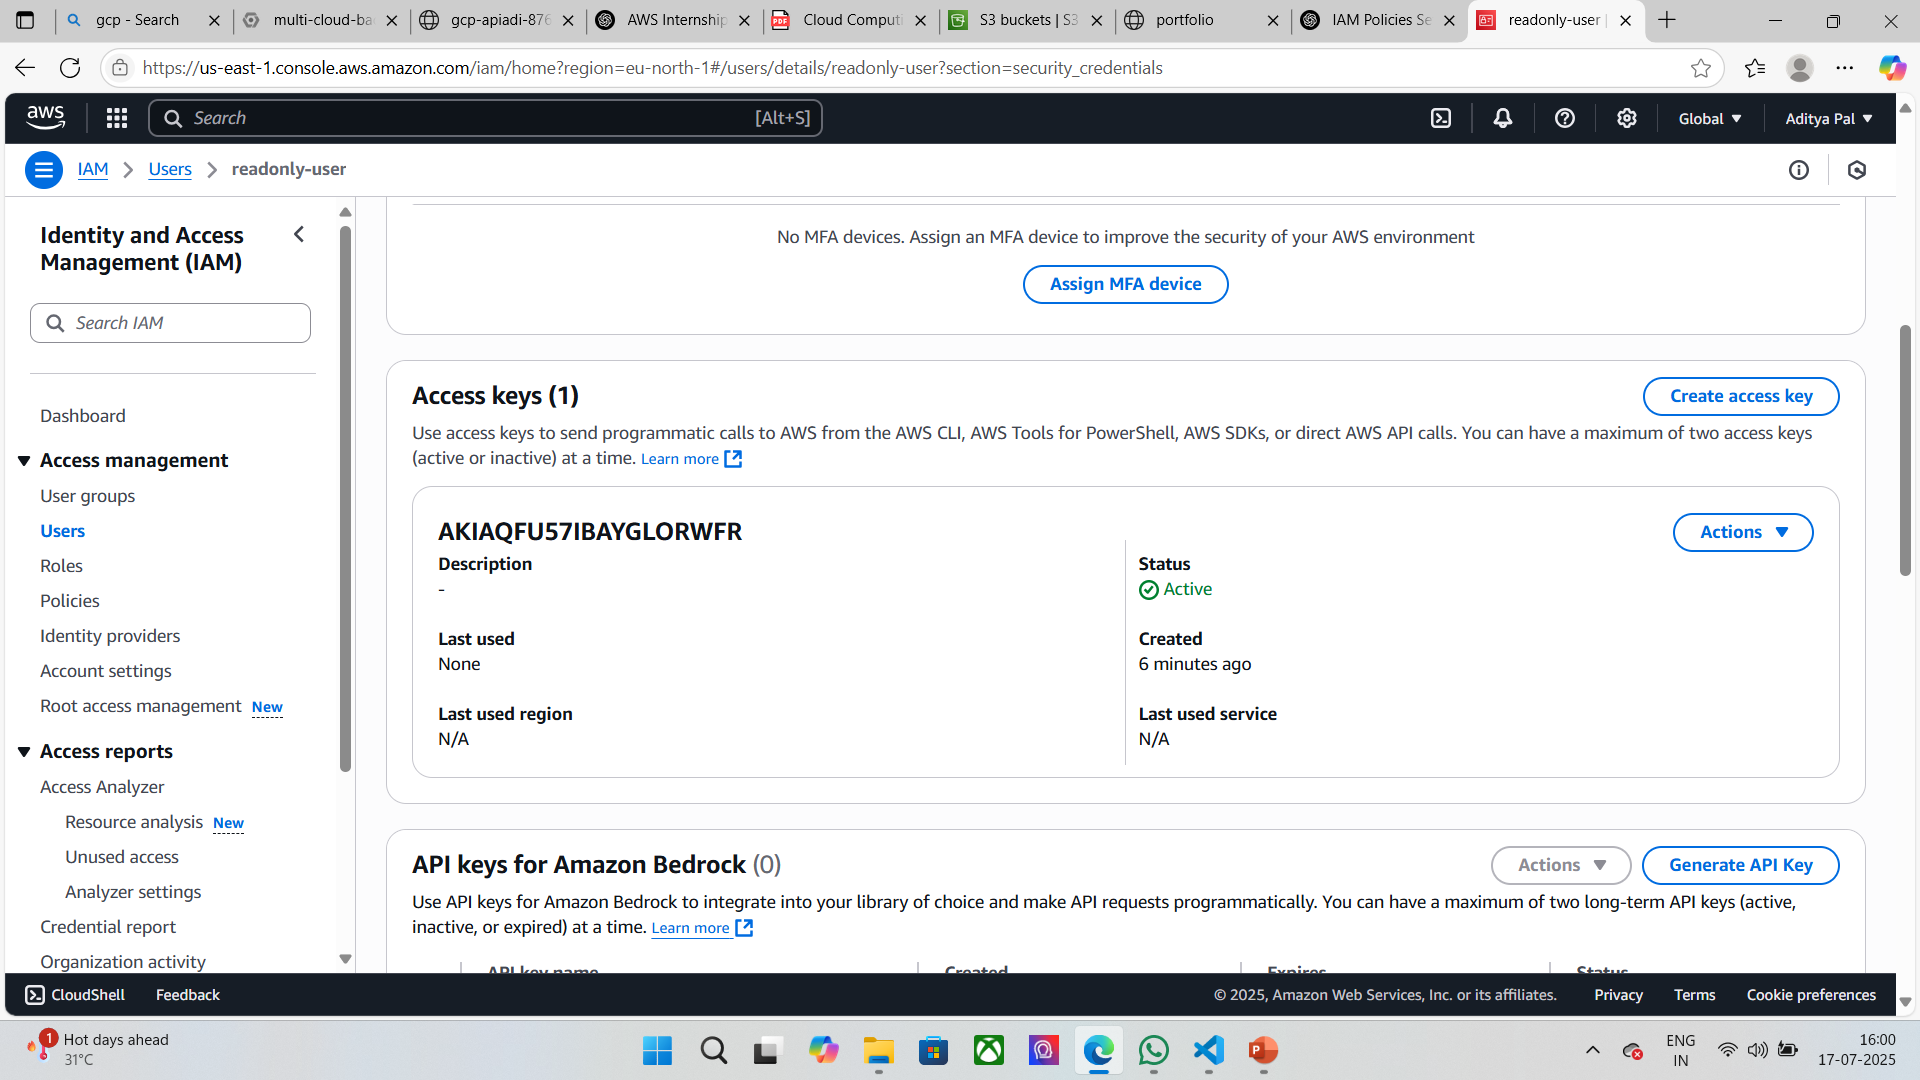 gcp - Search
multi-cloud-ba
gcp-apiadi-876
AWS Internship
Cloud Computi
S3 buckets | S3
portfolio
IAM Policies Se
readonly-user |
https://us-east-1.console.aws.amazon.com/iam/home?region=eu-north-1#/users/details/readonly-user?section=security_credentials
aws
Search
[Alt+S]
Global
Aditya Pal
IAM
Users
readonly-user
Identity and Access
Management (IAM)
Search IAM
Dashboard
Access management
User groups
Users
Roles
Policies
Identity providers
Account settings
Root access management New
Access reports
Access Analyzer
Resource analysis New
Unused access
Analyzer settings
Credential report
Organization activity
No MFA devices. Assign an MFA device to improve the security of your AWS environment
Assign MFA device
Access keys (1)
Create access key
Use access keys to send programmatic calls to AWS from the AWS CLI, AWS Tools for PowerShell, AWS SDKs, or direct AWS API calls. You can have a maximum of two access keys
(active or inactive) at a time. Learn more
AKIAQFU57IBAYGLORWFR
Actions
Description
-
Status
Active
Last used
None
Created
6 minutes ago
Last used region
N/A
Last used service
N/A
API keys for Amazon Bedrock (0)
Actions
Generate API Key
Use API keys for Amazon Bedrock to integrate into your library of choice and make API requests programmatically. You can have a maximum of two long-term API keys (active,
inactive, or expired) at a time. Learn more
API key name
Created
Expires
Status
CloudShell
Feedback
© 2025, Amazon Web Services, Inc. or its affiliates.
Privacy
Terms
Cookie preferences
1
Hot days ahead
31°C
ENG
IN
16:00
17-07-2025